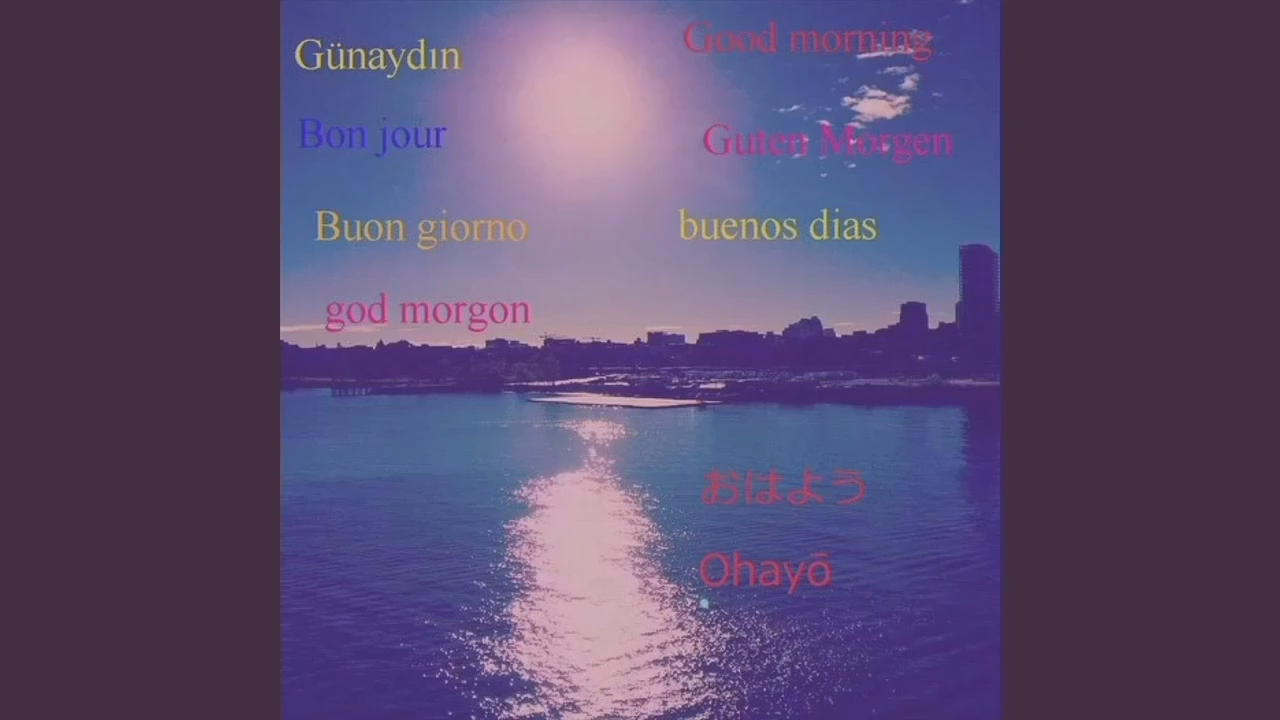 Günaydın
Good morning
Bon jour
Guten Morgen
Buon giorno
buenos dias
god morgon
おはよう
Ohayō